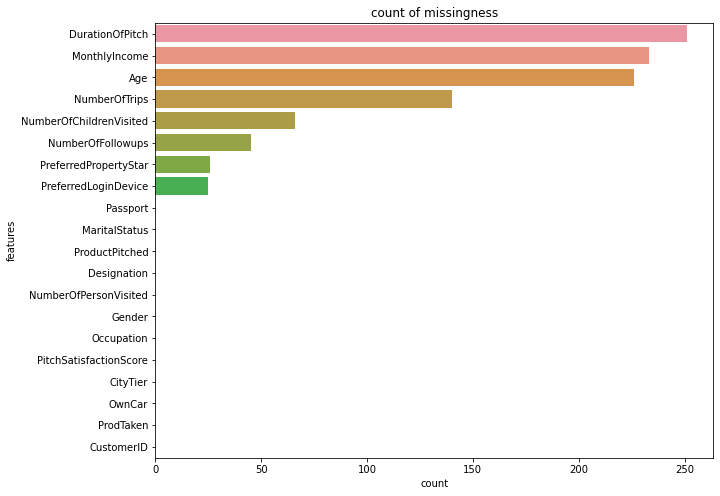 count of missingness
DurationOfPitch
MonthlyIncome
Age
NumberOfTrips
NumberOfChildrenVisited
NumberOfFollowups
PreferredPropertyStar
PreferredLoginDevice
Passport
MaritalStatus
ProductPitched
Designation
NumberOfPersonVisited
Gender
Occupation
PitchSatisfactionScore
CityTier
OwnCar
ProdTaken
CustomerID
features
0 50 100 150 200 250
count